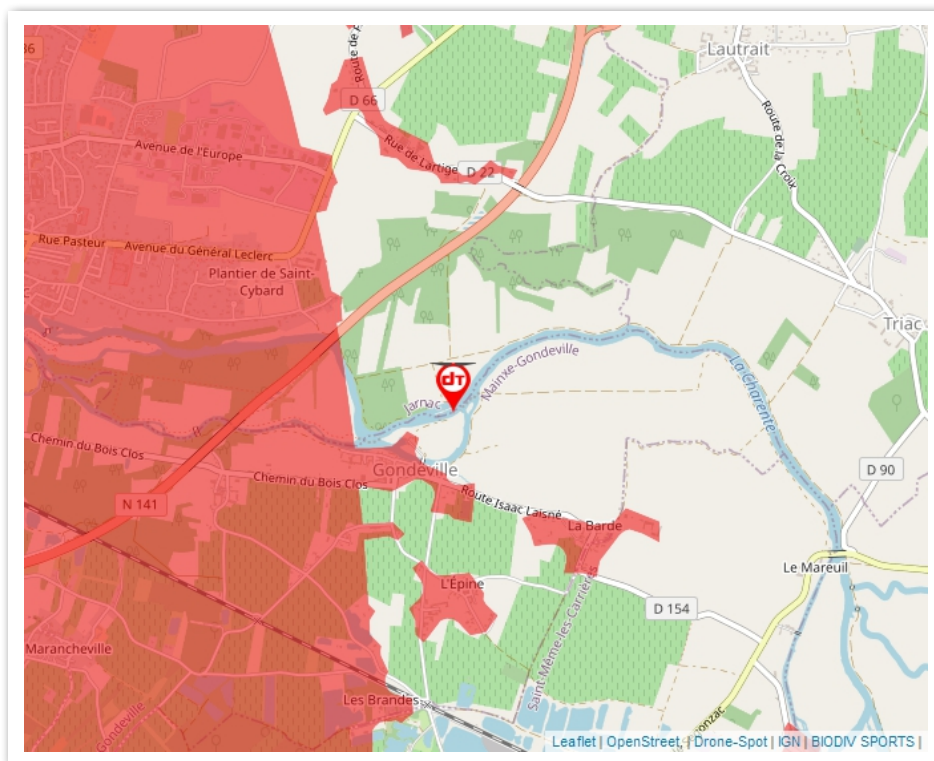 36
Route de
D 66
Lautrait
Route de la Croix
Avenue de l'Europe
Rue de Lartige
D 22
Rue Pasteur
Avenue du Général Leclerc
Plantier de Saint-
Cybard
Triac
dT
Mainxe-Gondeville
Jarnac
La Charente
Chemin du Bois Clos
Gondeville
D 90
Chemin du Bois Clos
Route Isaac Laisné
N 141
La Barde
Le Mareuil
L'Épine
D 154
Saint-Même-les-Carrières
Marancheville
Les Brandes
Gondeville
Leaflet | OpenStreet, | Drone-Spot | IGN | BIODIV SPORTS |